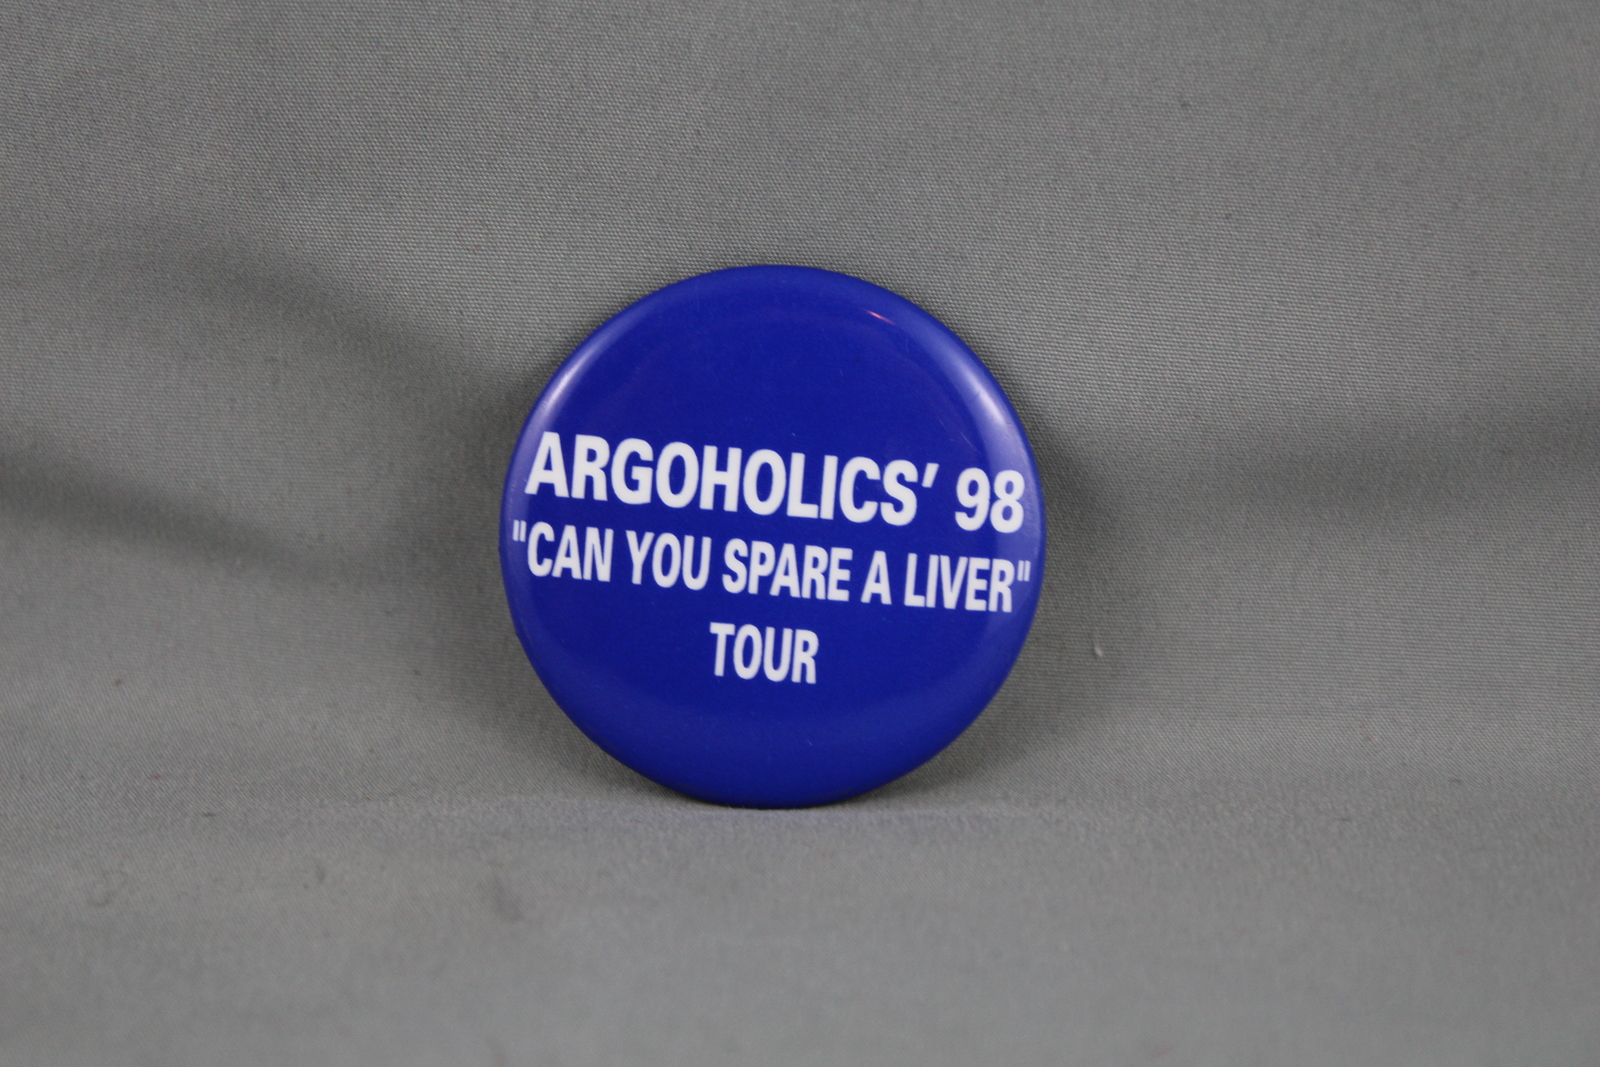 ARGOHOLICS' 98
"CAN YOU SPARE A LIVER"
TOUR